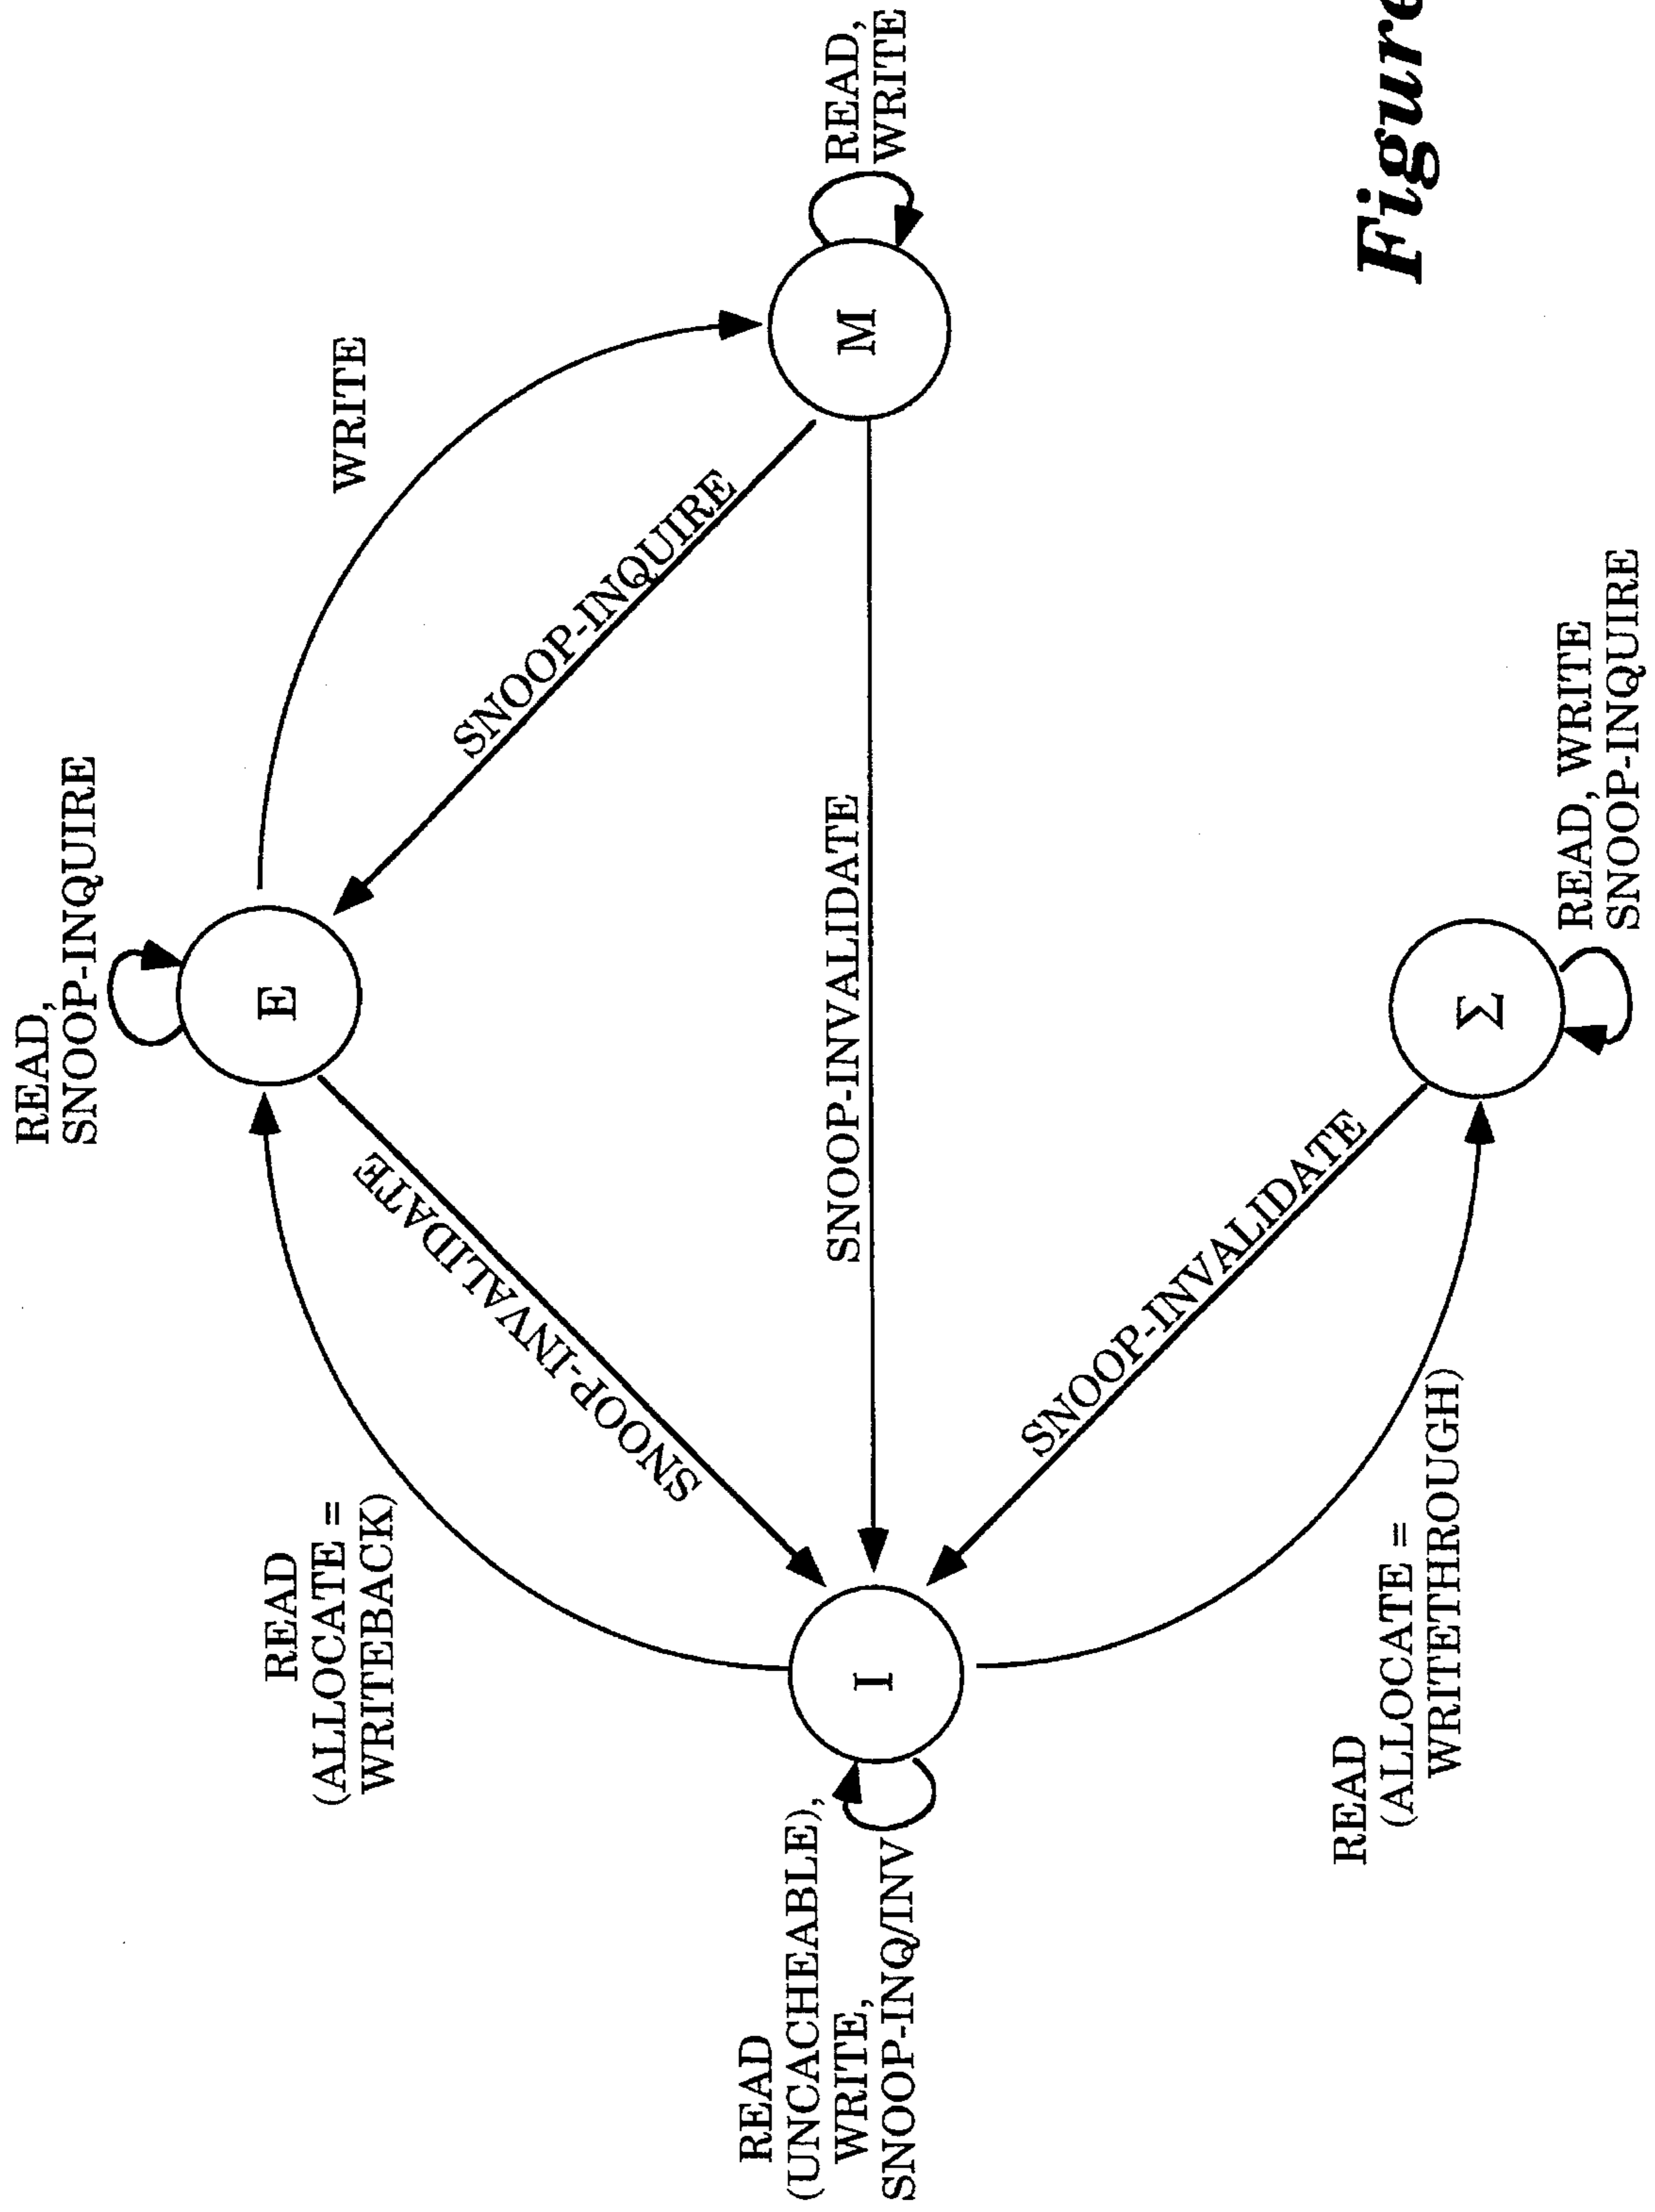 READ,
SNOOP-INQUIRE
E
READ
(ALLOCATE =
WRITEBACK)
WRITE
SNOOP-INVALIDATE
SNOOP-INQUIRE
READ
(UNCACHEABLE),
WRITE,
SNOOP-INQ/INV
I
SNOOP-INVALIDATE
M
READ,
WRITE
SNOOP-INVALIDATE
READ
(ALLOCATE =
WRITETHROUGH)
Σ
READ, WRITE
SNOOP-INQUIRE
Figure